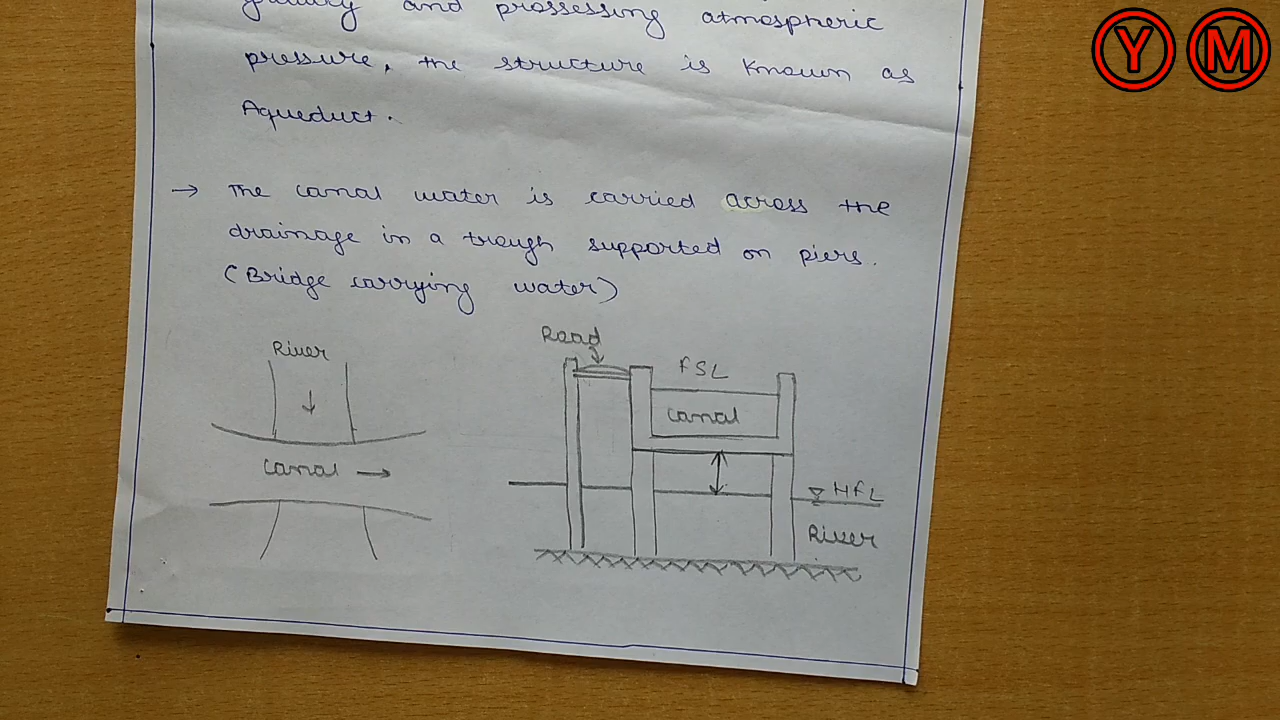 gravity and prossessing atmospheric
pressure, the structure is known as
Aqueduct.
→ The canal water is carried across the
drainage in a trough supported on piers.
(Bridge carrying water)
River
Canal →
Road
FSL
Canal
HFL
River
Y M